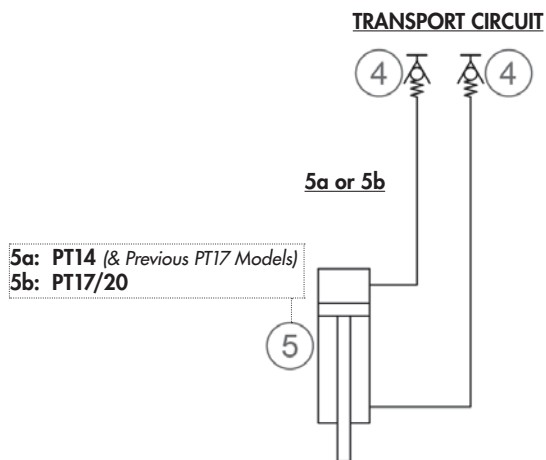 TRANSPORT CIRCUIT
4 4
5a or 5b
5a: PT14 (& Previous PT17 Models)
5b: PT17/20
5